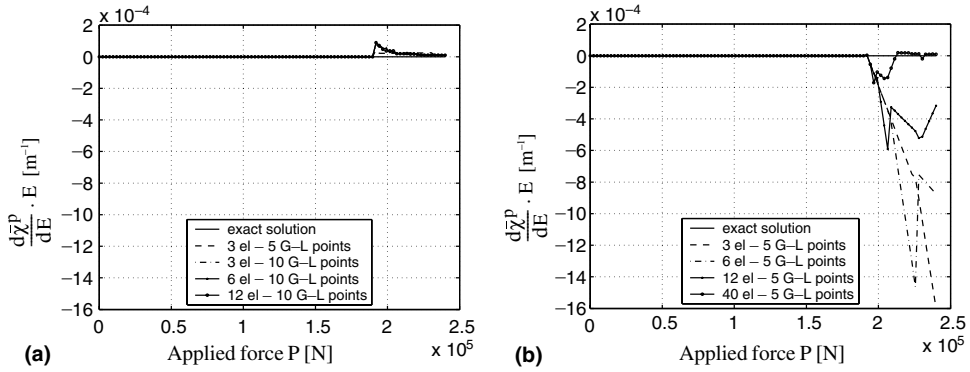 (a)
x 10⁻⁴
2
0
−2
−4
−6
−8
−10
−12
−14
−16
dχ̄ᵖ/dE . E [m⁻¹]
exact solution
3 el − 5 G–L points
3 el − 10 G–L points
6 el − 10 G–L points
12 el − 10 G–L points
0 0.5 1 1.5 2 2.5
x 10⁵
Applied force P [N]
(b)
x 10⁻⁴
2
0
−2
−4
−6
−8
−10
−12
−14
−16
dχ̄ᵖ/dE . E [m⁻¹]
exact solution
3 el − 5 G–L points
6 el − 5 G–L points
12 el − 5 G–L points
40 el − 5 G–L points
0 0.5 1 1.5 2 2.5
x 10⁵
Applied force P [N]